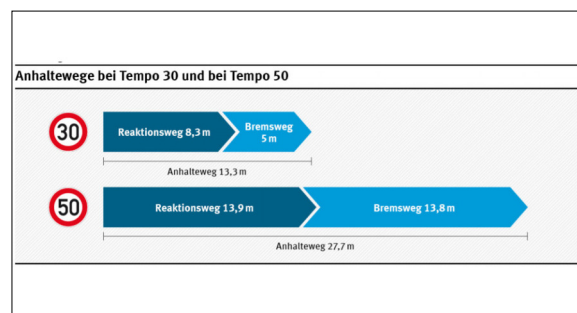 Anhaltewege bei Tempo 30 und bei Tempo 50
30
Reaktionsweg 8,3 m
Bremsweg
5 m
Anhalteweg 13,3 m
50
Reaktionsweg 13,9 m
Bremsweg 13,8 m
Anhalteweg 27,7 m